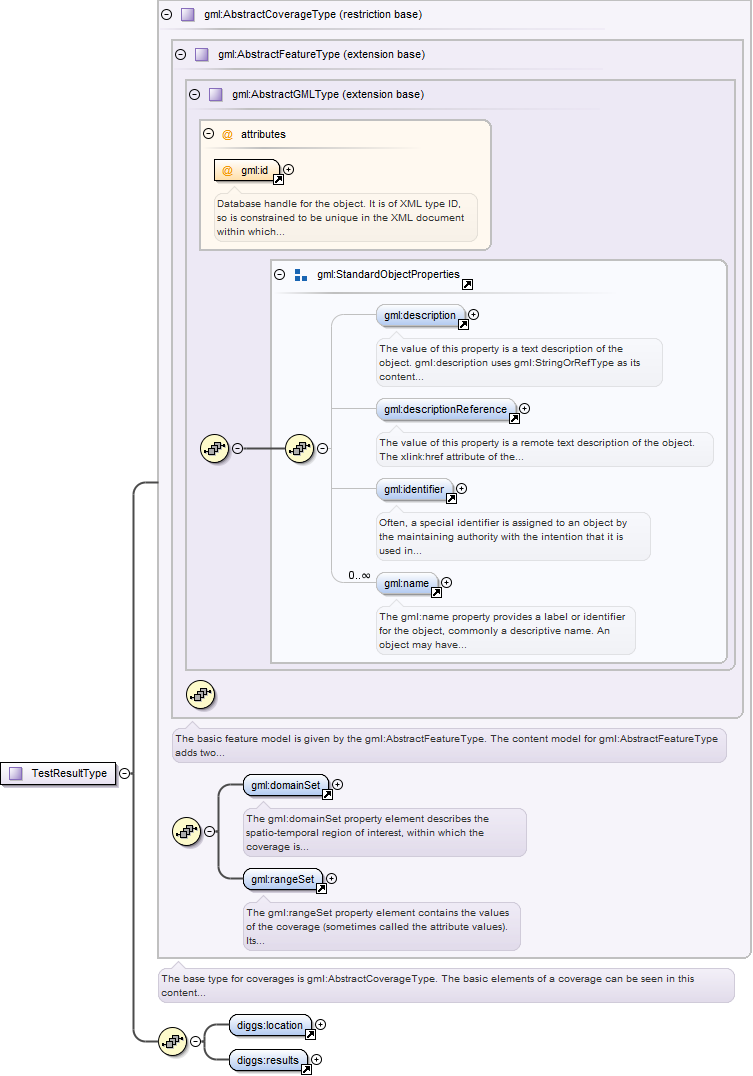 gml:AbstractCoverageType (restriction base)
gml:AbstractFeatureType (extension base)
gml:AbstractGMLType (extension base)
@ attributes
@ gml:id
Database handle for the object. It is of XML type ID,
so is constrained to be unique in the XML document
within which...
gml:StandardObjectProperties
gml:description
The value of this property is a text description of the
object. gml:description uses gml:StringOrRefType as its
content...
gml:descriptionReference
The value of this property is a remote text description of the object.
The xlink:href attribute of the...
gml:identifier
Often, a special identifier is assigned to an object by
the maintaining authority with the intention that it is
used in...
0..∞
gml:name
The gml:name property provides a label or identifier
for the object, commonly a descriptive name. An
object may have...
The basic feature model is given by the gml:AbstractFeatureType. The content model for gml:AbstractFeatureType
adds two...
TestResultType
gml:domainSet
The gml:domainSet property element describes the
spatio-temporal region of interest, within which the
coverage is...
gml:rangeSet
The gml:rangeSet property element contains the values
of the coverage (sometimes called the attribute values).
Its...
The base type for coverages is gml:AbstractCoverageType. The basic elements of a coverage can be seen in this
content...
diggs:location
diggs:results